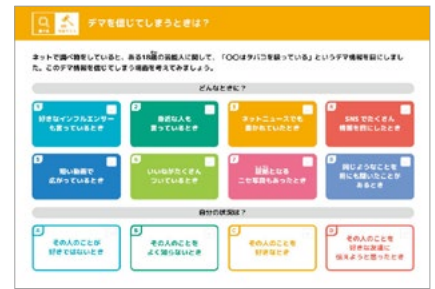 デマを信じてしまうときは？
ネットで調べ物をしていると、ある18歳の芸能人に関して、「〇〇はタバコを吸っている」というデマ情報を目にしまし
た。このデマ情報を信じてしまう場面を考えてみましょう。
どんなときに？
1
好きなインフルエンサー
も言っているとき
2
身近な人も
言っているとき
3
ネットニュースでも
書かれていたとき
4
SNSでたくさん
情報を目にしたとき
5
短い動画で
広がっているとき
6
いいねがたくさん
ついているとき
7
証拠となる
ニセ写真もあったとき
8
同じようなことを
前にも聞いたことが
あるとき
自分の状況は？
A
その人のことが
好きではないとき
B
その人のことを
よく知らないとき
C
その人のことを
好きなとき
D
その人のことを
好きな友達に
伝えようと思ったとき